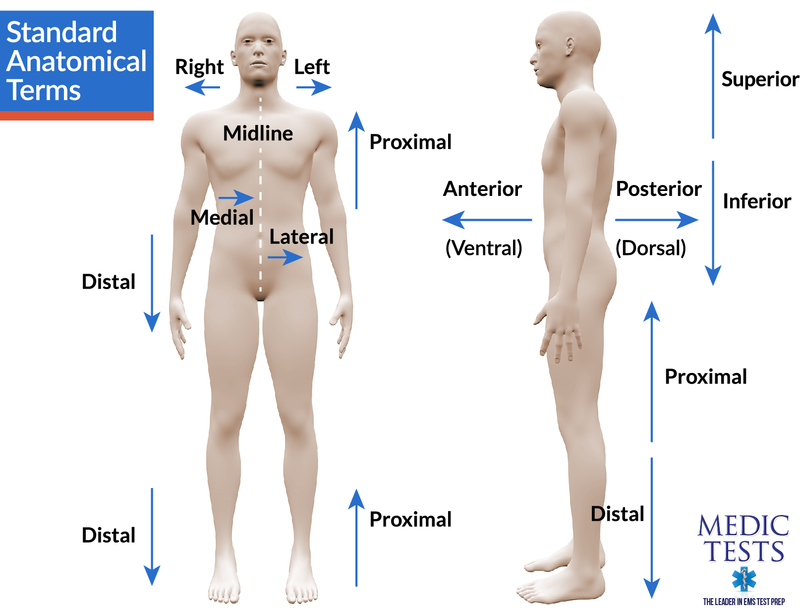 Standard
Anatomical
Terms
Right
Left
Midline
Proximal
Medial
Lateral
Distal
Distal
Proximal
Superior
Anterior
Posterior
Inferior
(Ventral)
(Dorsal)
Proximal
Distal
MEDIC
TESTS
THE LEADER IN EMS TEST PREP